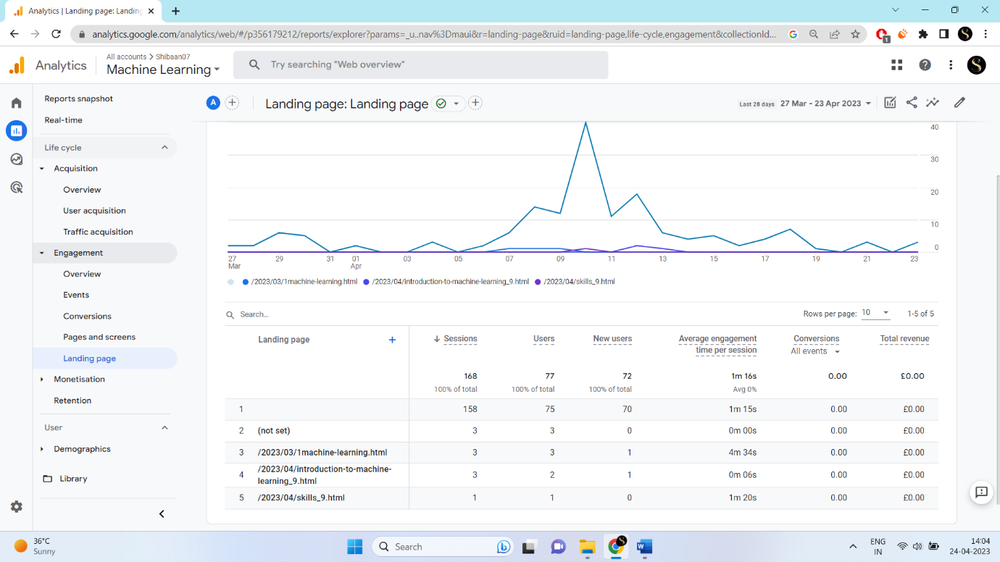 Analytics | Landing page: Landing
analytics.google.com/analytics/web/#/p356179212/reports/explorer?params=_u..nav%3Dmaui&r=landing-page&ruid=landing-page,life-cycle,engagement&collectionId...
1
Analytics
All accounts > Shibaan07
Machine Learning
Try searching "Web overview"
S
Reports snapshot
Real-time
Life cycle
Acquisition
Overview
User acquisition
Traffic acquisition
Engagement
Overview
Events
Conversions
Pages and screens
Landing page
Monetisation
Retention
User
Demographics
Library
A
Landing page: Landing page
Last 28 days 27 Mar - 23 Apr 2023
40
30
20
10
0
27 29 31 01 03 05 07 09 11 13 15 17 19 21 23
Mar Apr
/2023/03/1machine-learning.html /2023/04/introduction-to-machine-learning_9.html /2023/04/skills_9.html
Search... Rows per page: 10 1-5 of 5
Landing page + ↓ Sessions Users New users Average engagement time per session Conversions Total revenue
All events
168 77 72 1m 16s 0.00 £0.00
100% of total 100% of total 100% of total Avg 0%
1 158 75 70 1m 15s 0.00 £0.00
2 (not set) 3 3 0 0m 00s 0.00 £0.00
3 /2023/03/1machine-learning.html 3 3 1 4m 34s 0.00 £0.00
4 /2023/04/introduction-to-machine-learning_9.html 3 2 1 0m 06s 0.00 £0.00
5 /2023/04/skills_9.html 1 1 0 1m 20s 0.00 £0.00
36°C
Sunny
Search
ENG
IN
14:04
24-04-2023